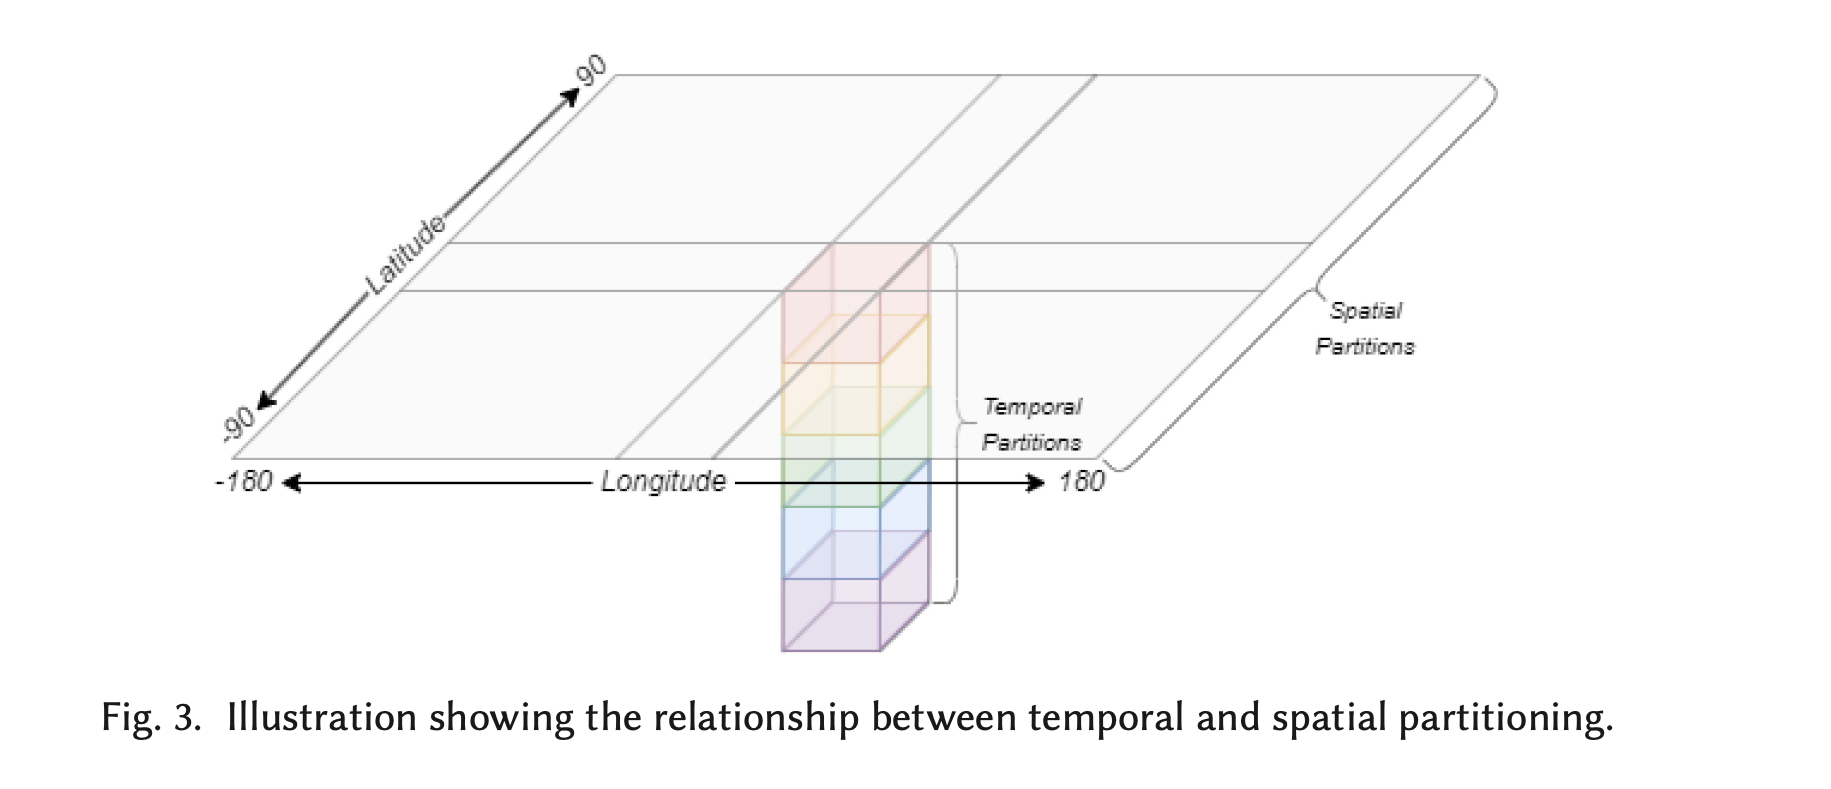 90
Latitude
-90
-180
Longitude
180
Temporal
Partitions
Spatial
Partitions
Fig. 3. Illustration showing the relationship between temporal and spatial partitioning.